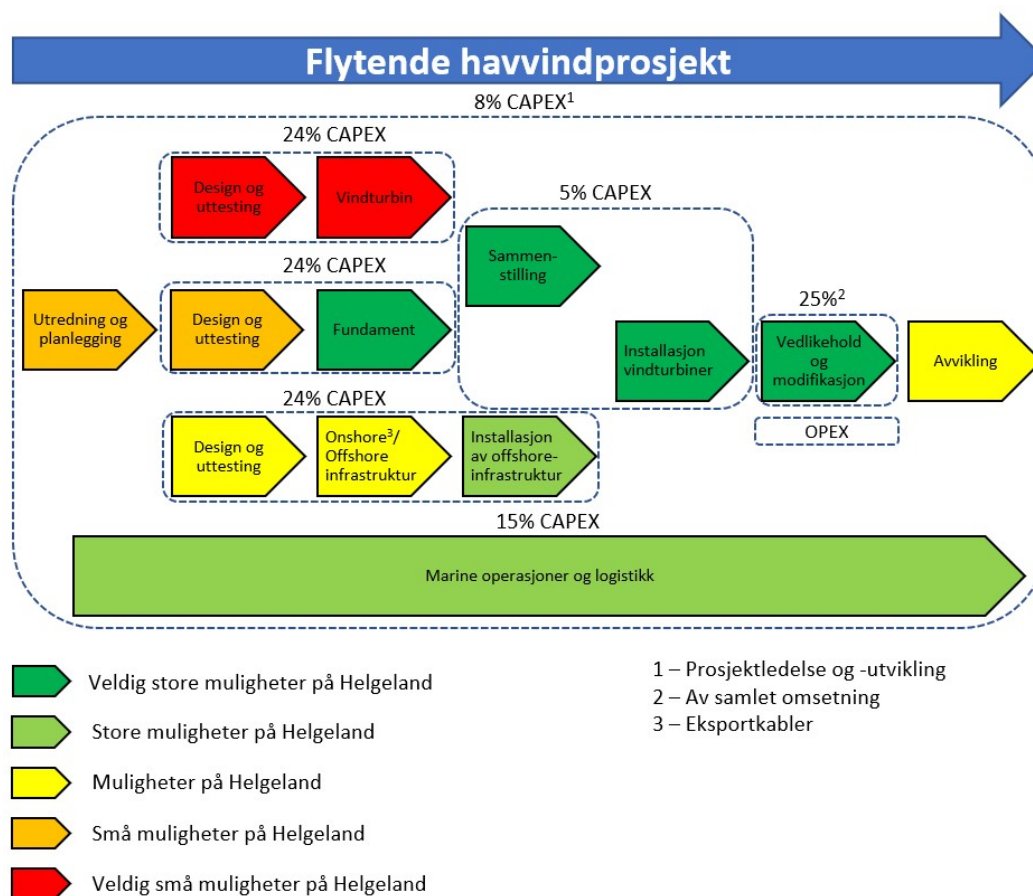 Flytende havvindprosjekt
8% CAPEX¹
24% CAPEX
Design og
uttesting
Vindturbin
5% CAPEX
Sammen-
stilling
24% CAPEX
Utredning og
planlegging
Design og
uttesting
Fundament
Installasjon
vindturbiner
25%²
Vedlikehold
og
modifikasjon
Avvikling
OPEX
24% CAPEX
Design og
uttesting
Onshore³/
Offshore
infrastruktur
Installasjon
av offshore-
infrastruktur
15% CAPEX
Marine operasjoner og logistikk
Veldig store muligheter på Helgeland
Store muligheter på Helgeland
Muligheter på Helgeland
Små muligheter på Helgeland
Veldig små muligheter på Helgeland
1 – Prosjektledelse og -utvikling
2 – Av samlet omsetning
3 – Eksportkabler